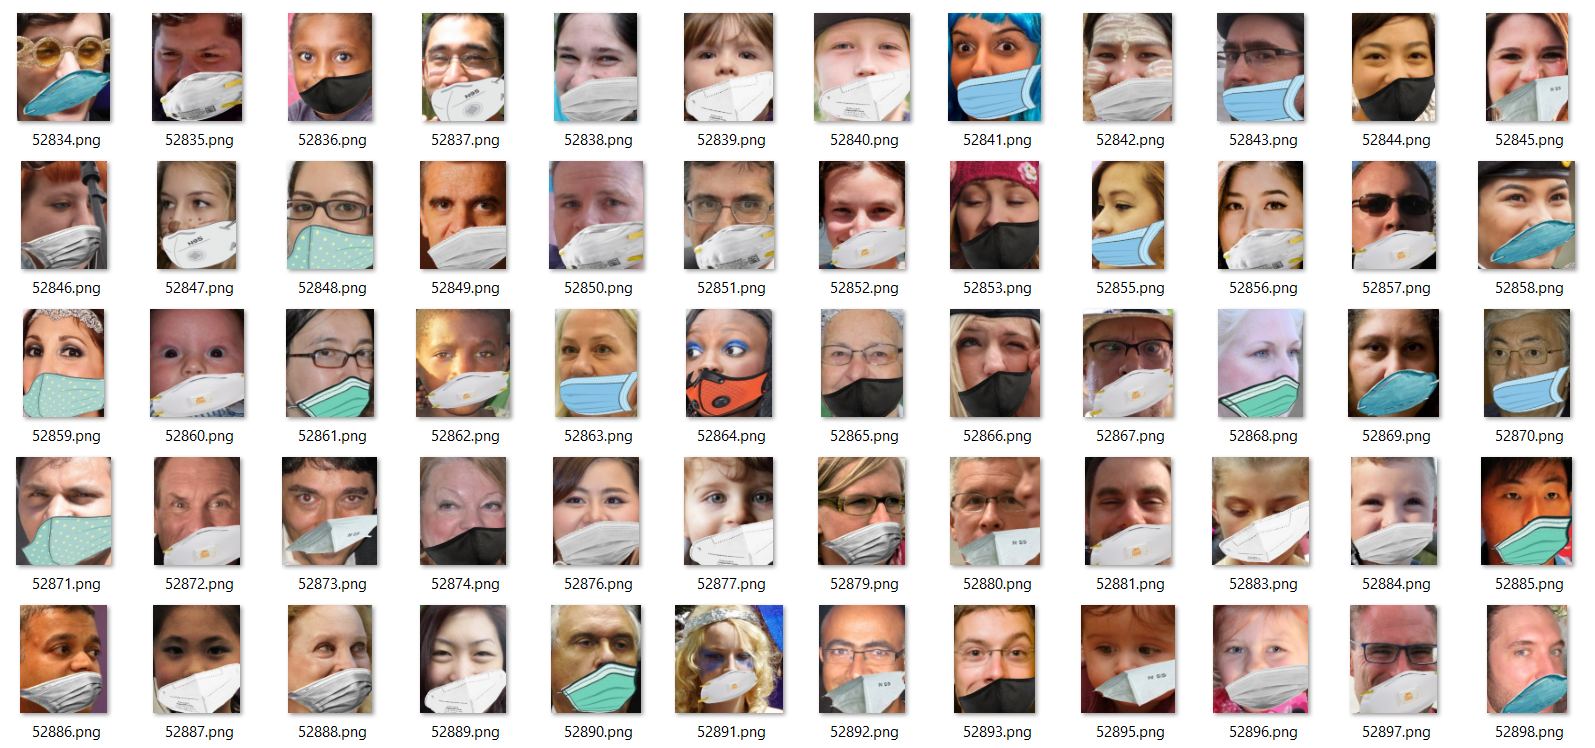 52834.png 52835.png 52836.png 52837.png 52838.png 52839.png 52840.png 52841.png 52842.png 52843.png 52844.png 52845.png
52846.png 52847.png 52848.png 52849.png 52850.png 52851.png 52852.png 52853.png 52855.png 52856.png 52857.png 52858.png
52859.png 52860.png 52861.png 52862.png 52863.png 52864.png 52865.png 52866.png 52867.png 52868.png 52869.png 52870.png
52871.png 52872.png 52873.png 52874.png 52876.png 52877.png 52879.png 52880.png 52881.png 52883.png 52884.png 52885.png
52886.png 52887.png 52888.png 52889.png 52890.png 52891.png 52892.png 52893.png 52895.png 52896.png 52897.png 52898.png